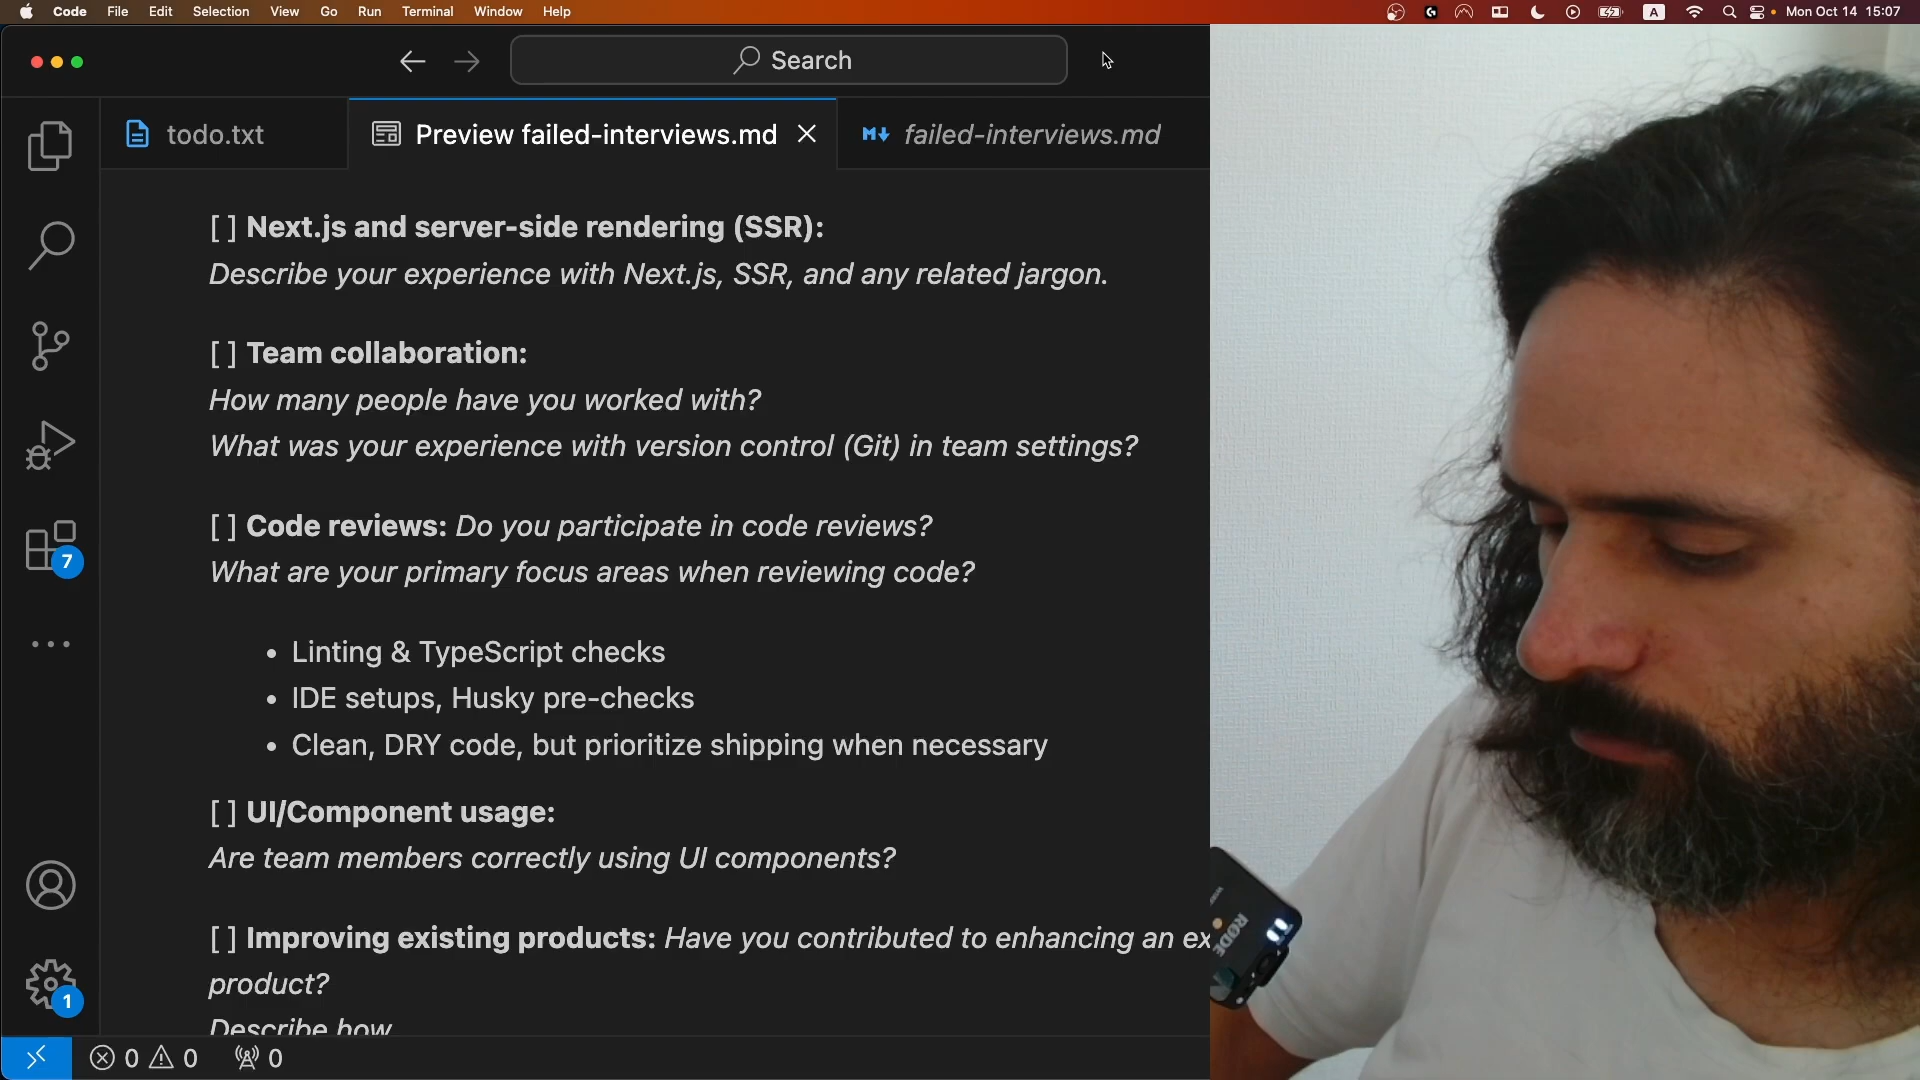 Code File Edit Selection View Go Run Terminal Window Help A Mon Oct 14 15:07
Search
todo.txt Preview failed-interviews.md failed-interviews.md
[ ] Next.js and server-side rendering (SSR):
Describe your experience with Next.js, SSR, and any related jargon.
[ ] Team collaboration:
How many people have you worked with?
What was your experience with version control (Git) in team settings?
[ ] Code reviews: Do you participate in code reviews?
What are your primary focus areas when reviewing code?
• Linting & TypeScript checks
• IDE setups, Husky pre-checks
• Clean, DRY code, but prioritize shipping when necessary
[ ] UI/Component usage:
Are team members correctly using UI components?
[ ] Improving existing products: Have you contributed to enhancing an ex
product?
Describe how
7
1
0 0 0
RØDE